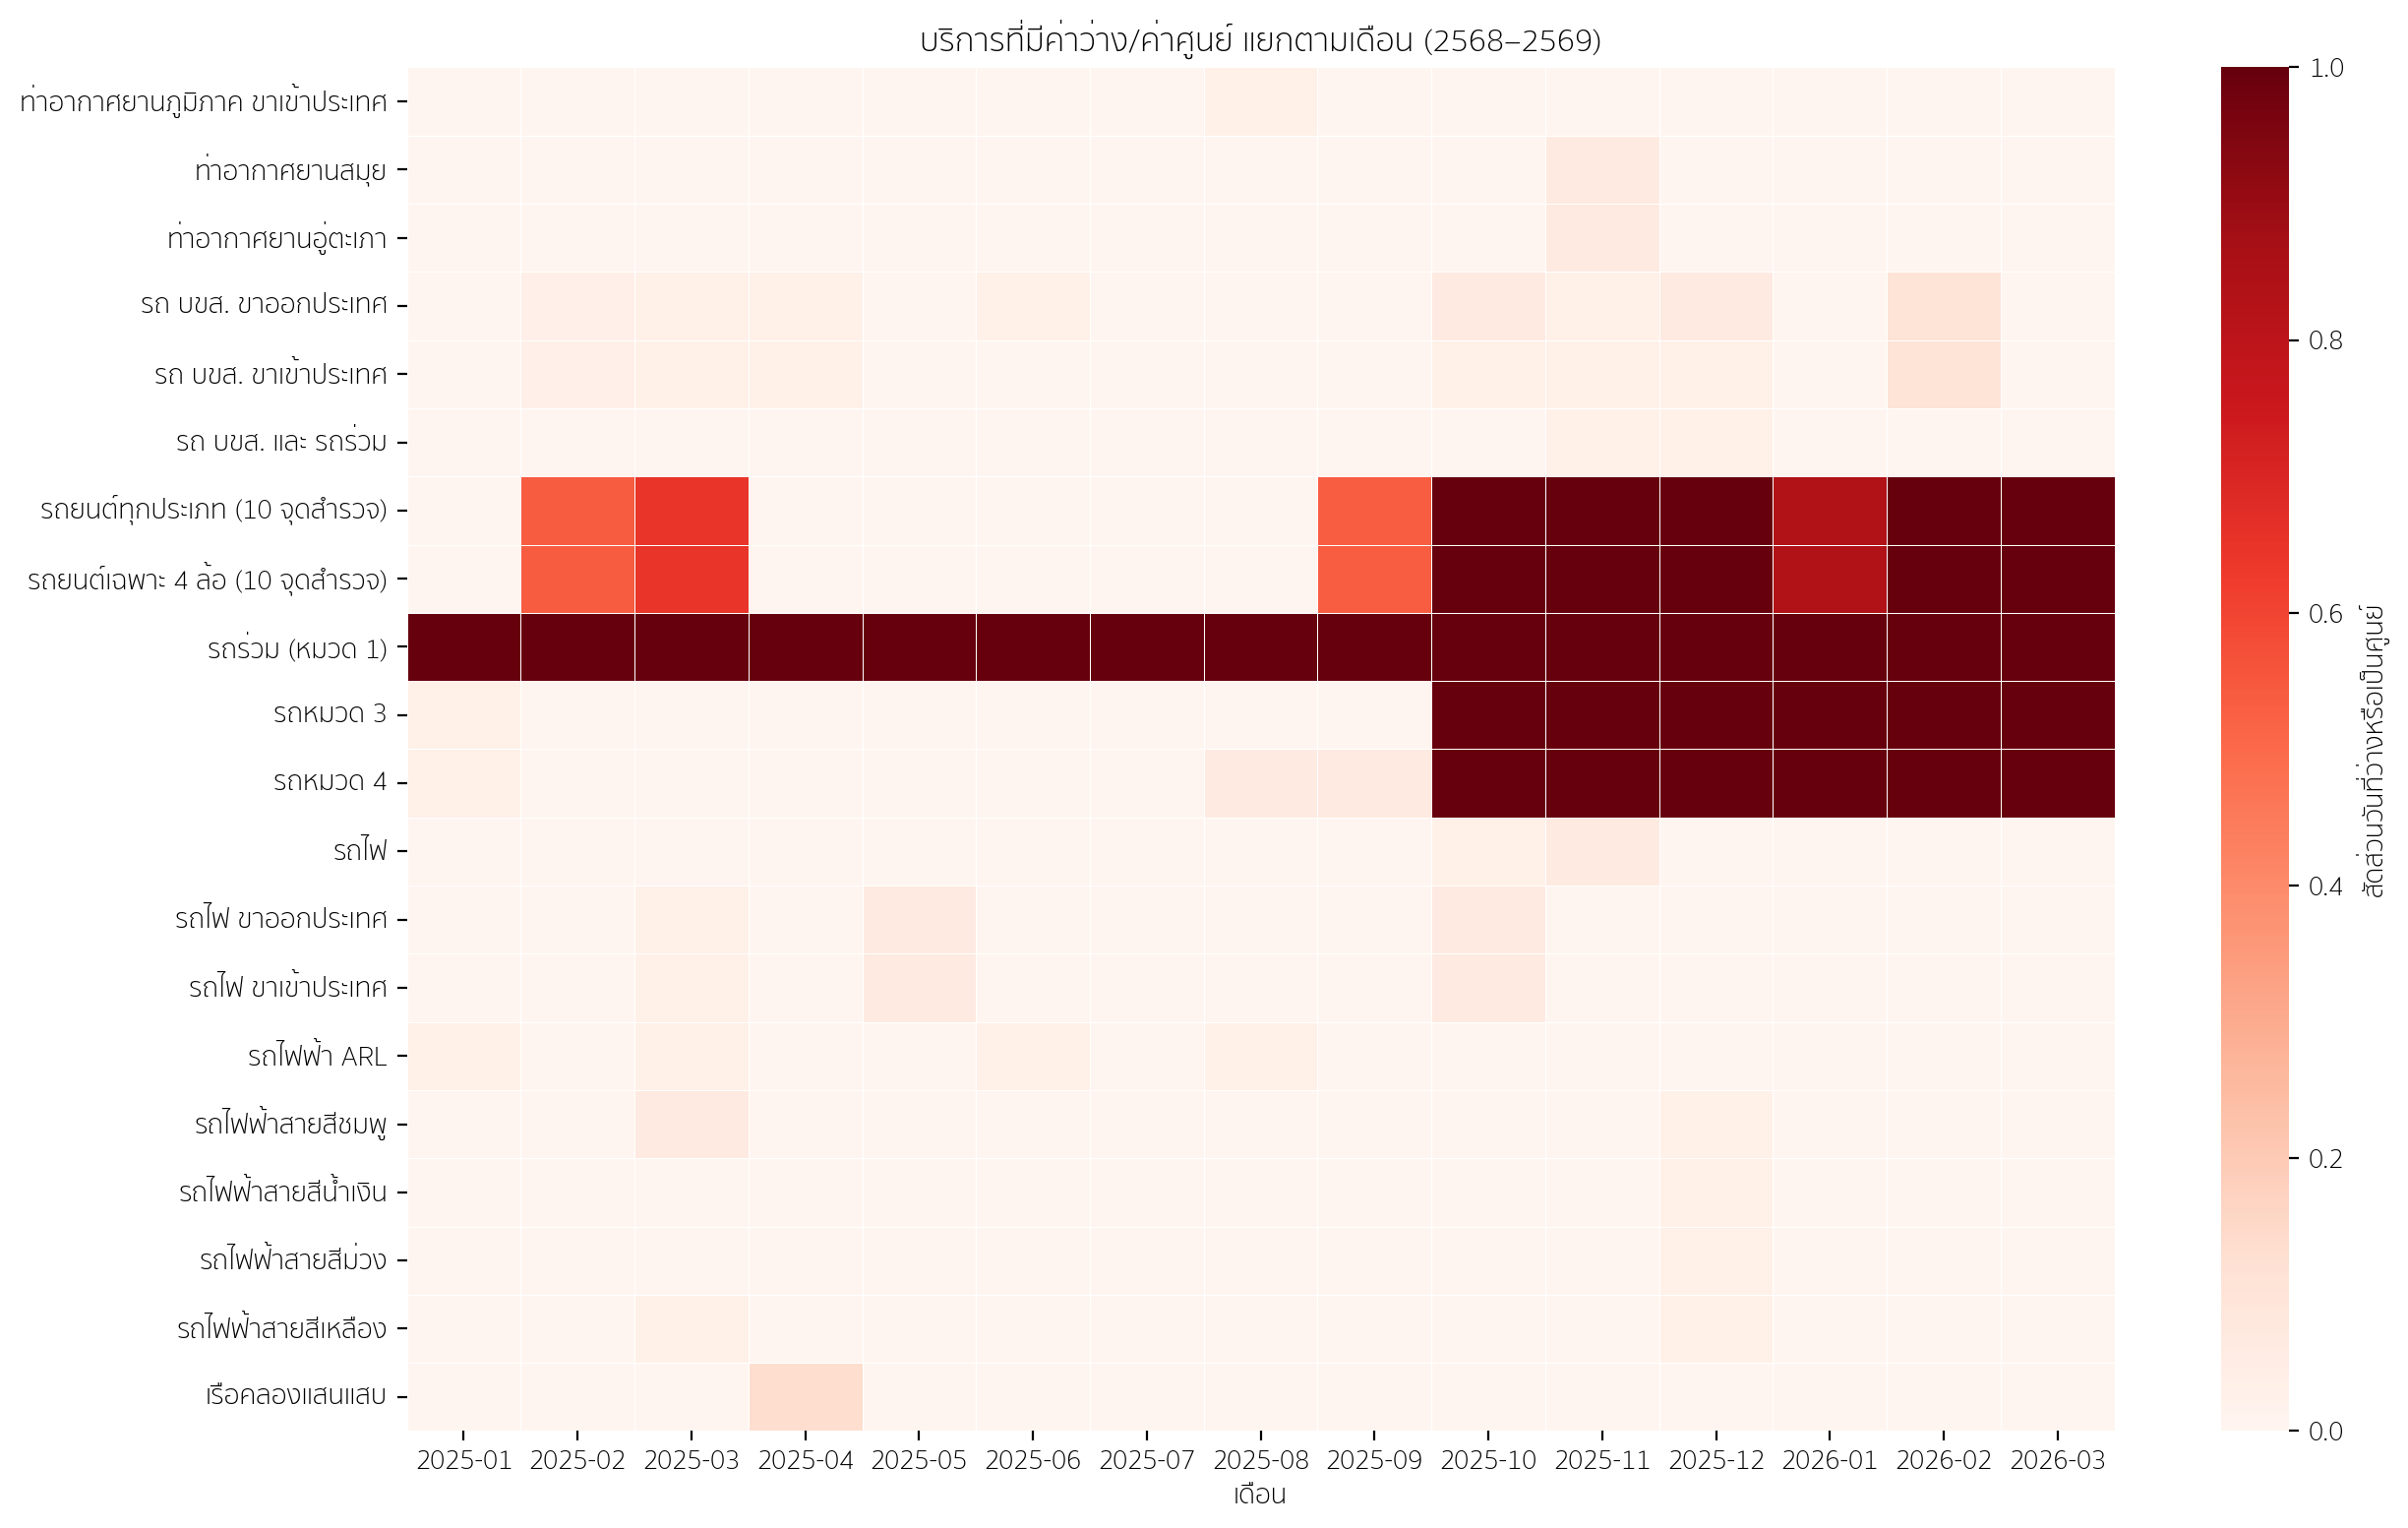 บริการที่มีค่าว่าง/ค่าศูนย์ แยกตามเดือน (2568–2569)
ท่าอากาศยานภูมิภาค ขาเข้าประเทศ
ท่าอากาศยานสมุย
ท่าอากาศยานอู่ตะเภา
รถ บขส. ขาออกประเทศ
รถ บขส. ขาเข้าประเทศ
รถ บขส. และ รถร่วม
รถยนต์ทุกประเภท (10 จุดสำรวจ)
รถยนต์เฉพาะ 4 ล้อ (10 จุดสำรวจ)
รถร่วม (หมวด 1)
รถหมวด 3
รถหมวด 4
รถไฟ
รถไฟ ขาออกประเทศ
รถไฟ ขาเข้าประเทศ
รถไฟฟ้า ARL
รถไฟฟ้าสายสีชมพู
รถไฟฟ้าสายสีน้ำเงิน
รถไฟฟ้าสายสีม่วง
รถไฟฟ้าสายสีเหลือง
เรือคลองแสนแสบ
2025-01 2025-02 2025-03 2025-04 2025-05 2025-06 2025-07 2025-08 2025-09 2025-10 2025-11 2025-12 2026-01 2026-02 2026-03
เดือน
1.0
0.8
0.6
0.4
0.2
0.0
สัดส่วนวันที่ว่างหรือเป็นศูนย์